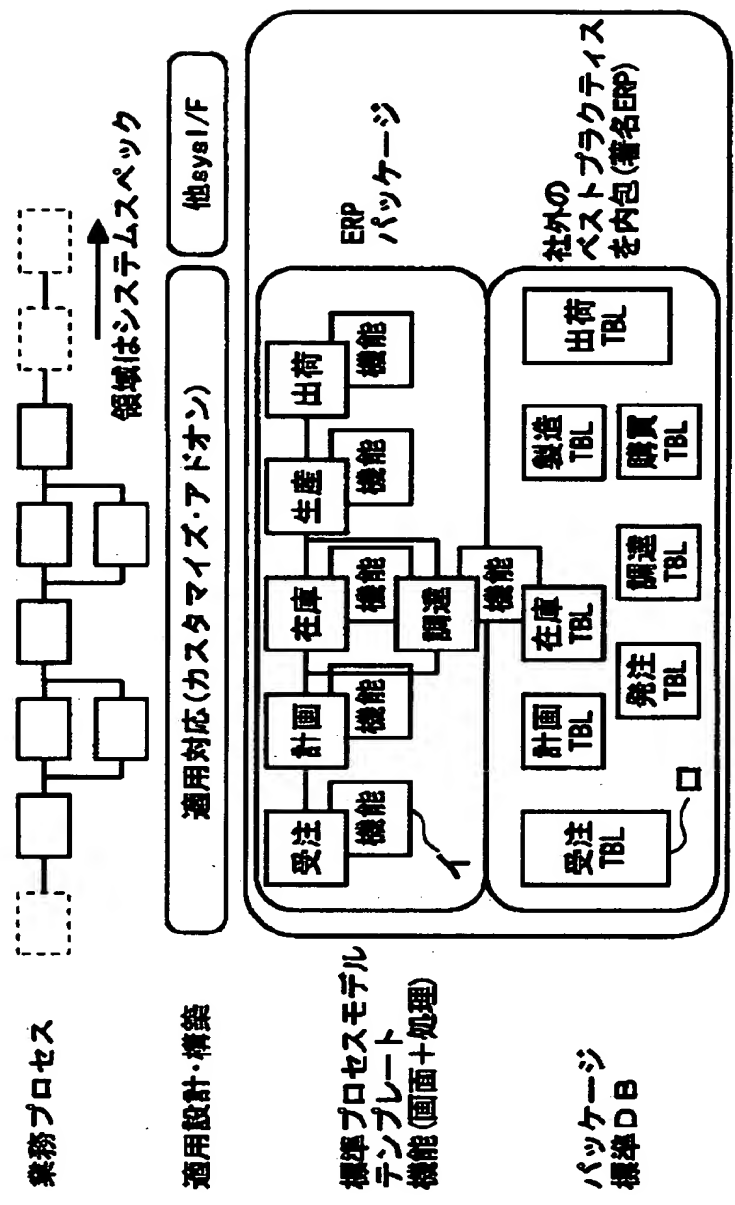 業務プロセス
領域はシステムスペック
適用設計・構築
適用対応(カスタマイズ・アドオン)
他sysI/F
標準プロセスモデル
テンプレート
機能(画面+処理)
受注
機能
計画
機能
在庫
機能
調達
機能
生産
機能
出荷
機能
イ
ERP
パッケージ
パッケージ
標準DB
受注
TBL
計画
TBL
在庫
TBL
製造
TBL
出荷
TBL
発注
TBL
調達
TBL
購買
TBL
ロ
社外の
ベストプラクティス
を内包(著名ERP)